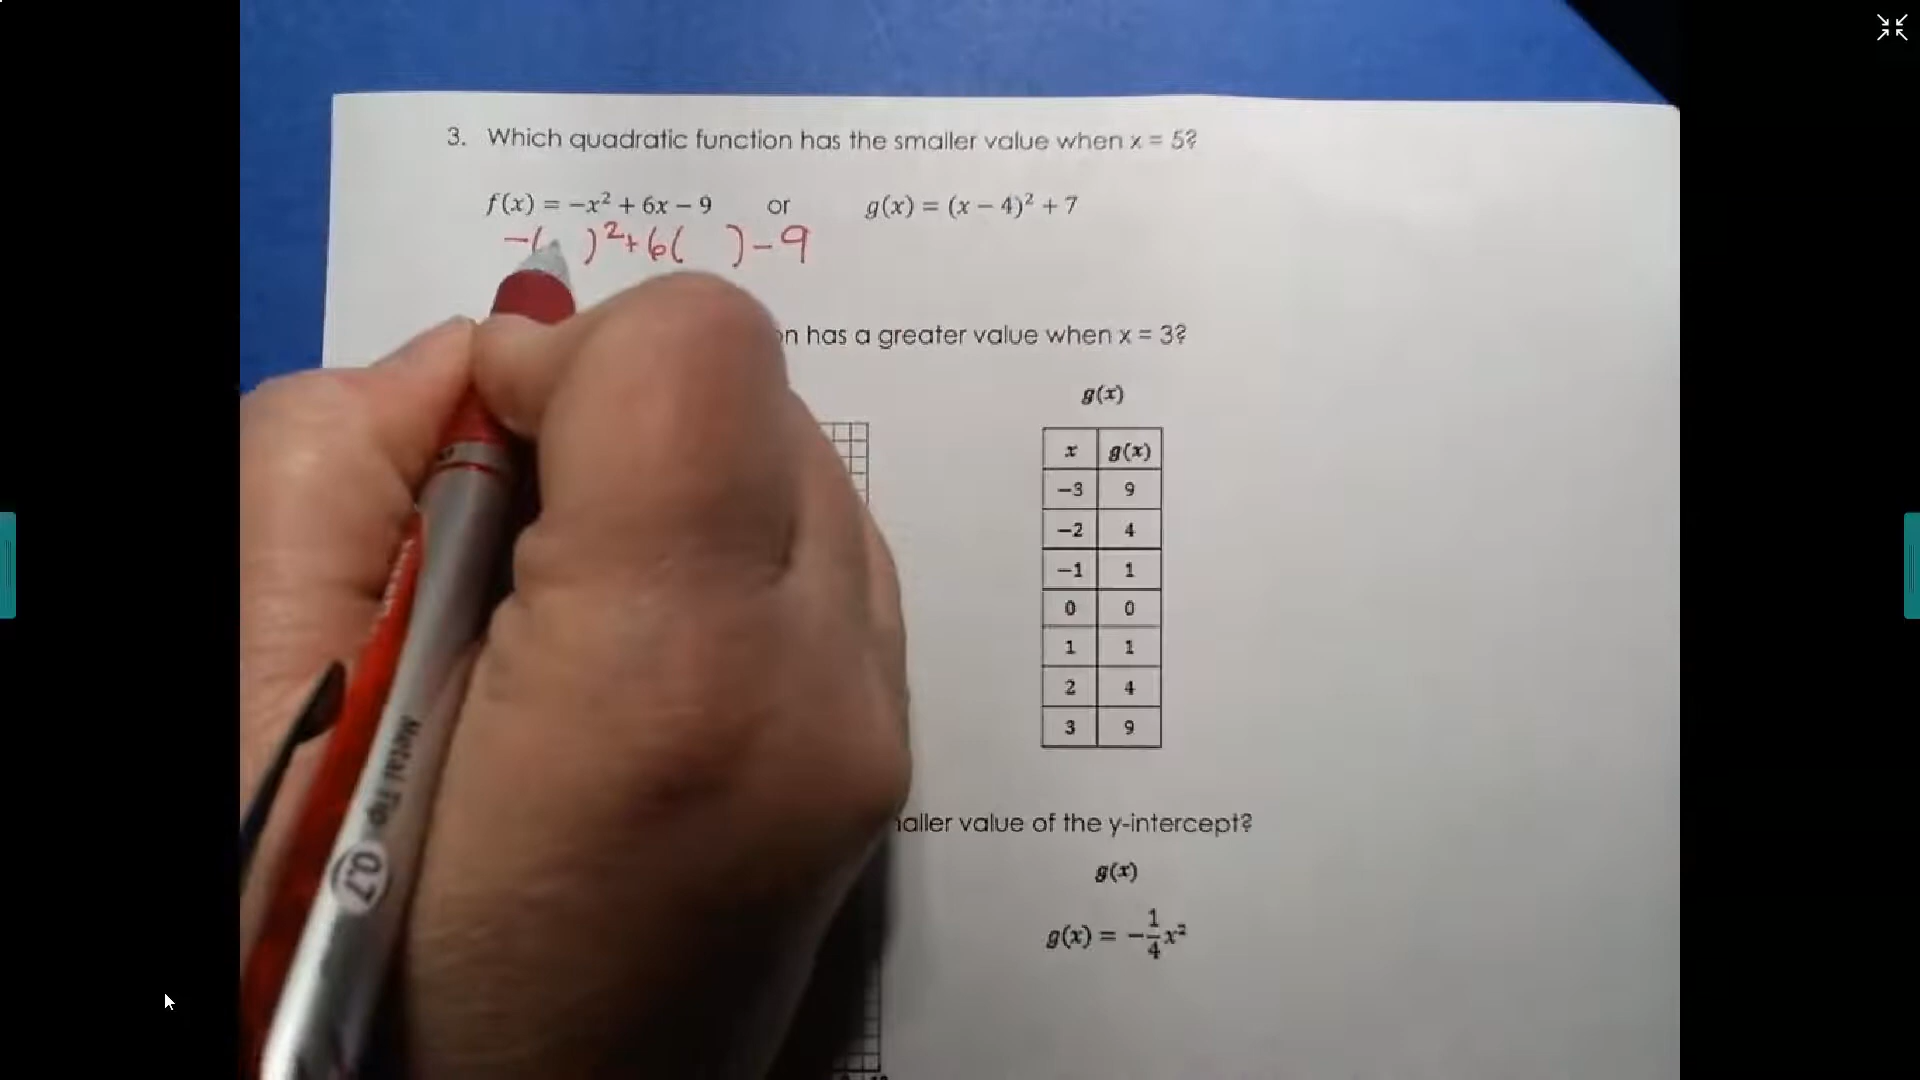 3. Which quadratic function has the smaller value when x = 5?
f(x) = −x² + 6x − 9 or g(x) = (x − 4)² + 7
−( )² + 6( ) − 9
has a greater value when x = 3?
g(x)
x g(x)
−3 9
−2 4
−1 1
0 0
1 1
2 4
3 9
value of the y-intercept?
g(x)
g(x) = −1/4x²
Metal Tip
0.7